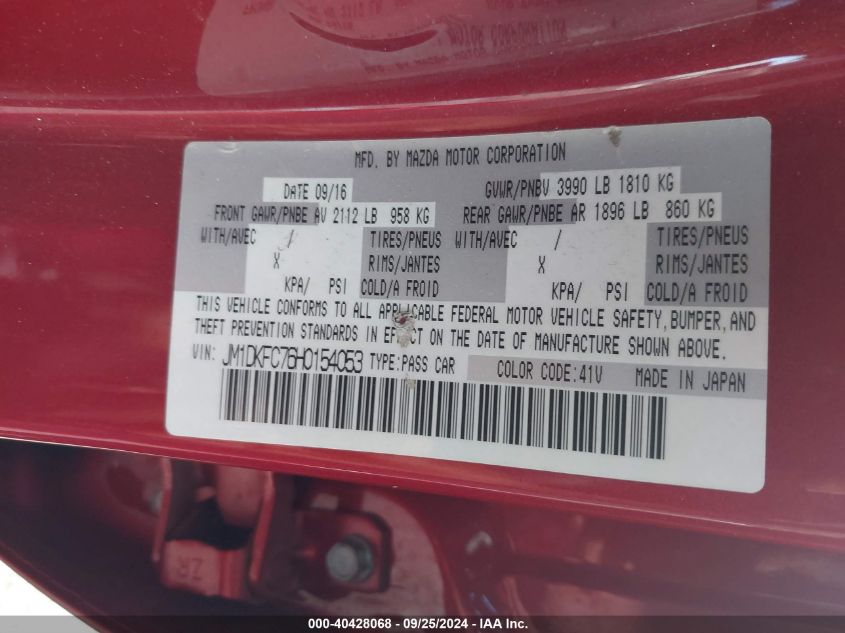 MFD. BY MAZDA MOTOR CORPORATION
DATE 09/16 GVWR/PNBV 3990 LB 1810 KG
FRONT GAWR/PNBE AV 2112 LB 958 KG REAR GAWR/PNBE AR 1896 LB 860 KG
WITH/AVEC / TIRES/PNEUS WITH/AVEC / TIRES/PNEUS
X RIMS/JANTES X RIMS/JANTES
KPA/ PSI COLD/A FROID KPA/ PSI COLD/A FROID
THIS VEHICLE CONFORMS TO ALL APPLICABLE FEDERAL MOTOR VEHICLE SAFETY, BUMPER, AND
THEFT PREVENTION STANDARDS IN EFFECT ON THE DATE OF MANUFACTURE SHOWN ABOVE.
VIN: JM1DKFC76H0154053 TYPE:PASS CAR COLOR CODE:41V MADE IN JAPAN
ZR
000-40428068 - 09/25/2024 - IAA Inc.